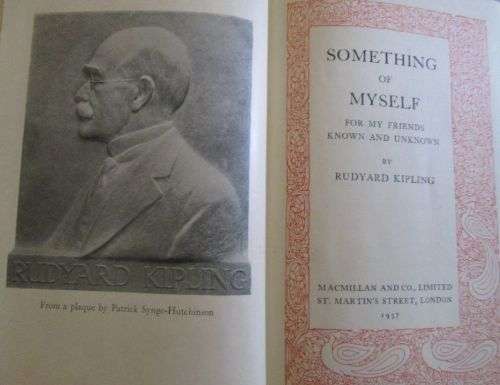 RUDYARD KIPLING
From a plaque by Patrick Synge-Hutchinson
SOMETHING
OF
MYSELF
FOR MY FRIENDS
KNOWN AND UNKNOWN
BY
RUDYARD KIPLING
MACMILLAN AND CO., LIMITED
ST. MARTIN'S STREET, LONDON
1937